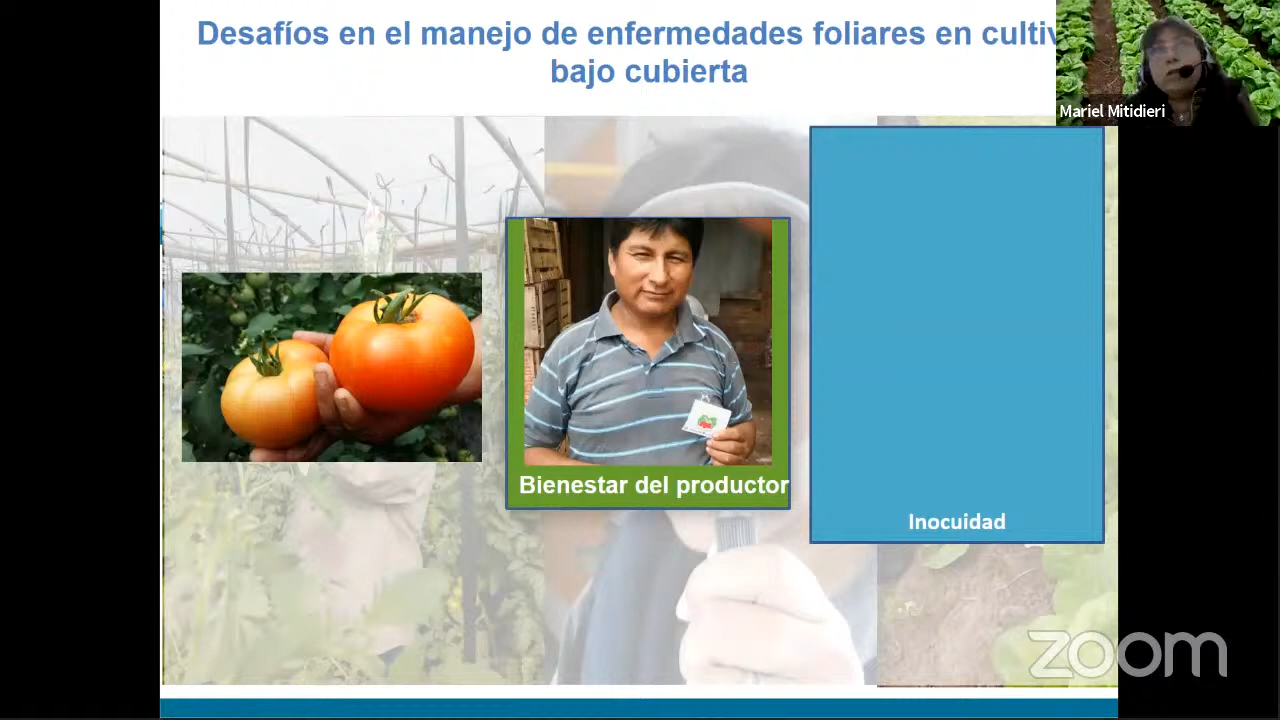 Desafíos en el manejo de enfermedades foliares en cultiv
bajo cubierta
Mariel Mitidieri
Bienestar del productor
Inocuidad
zoom